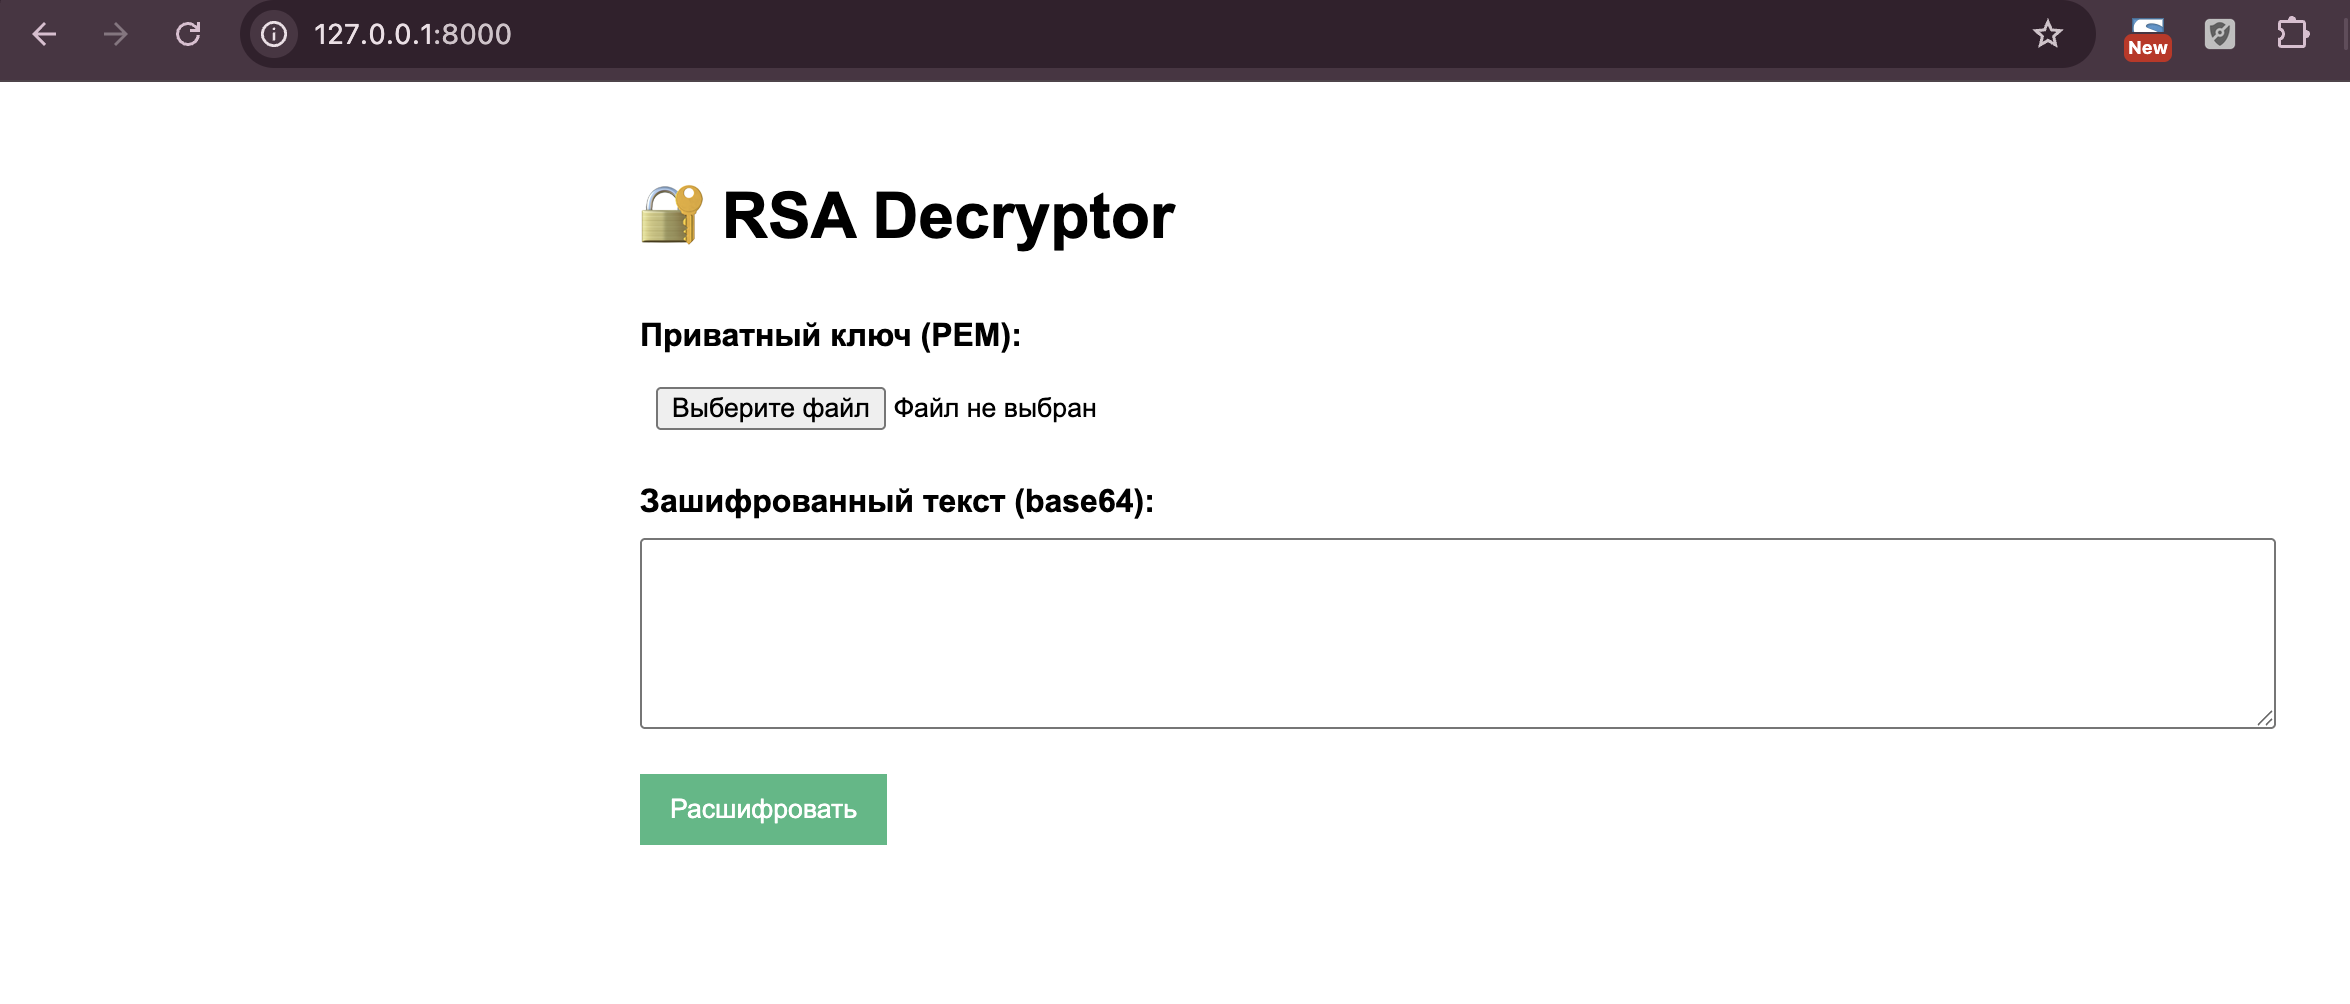 127.0.0.1:8000
New
RSA Decryptor
Приватный ключ (PEM):
Выберите файл Файл не выбран
Зашифрованный текст (base64):
Расшифровать